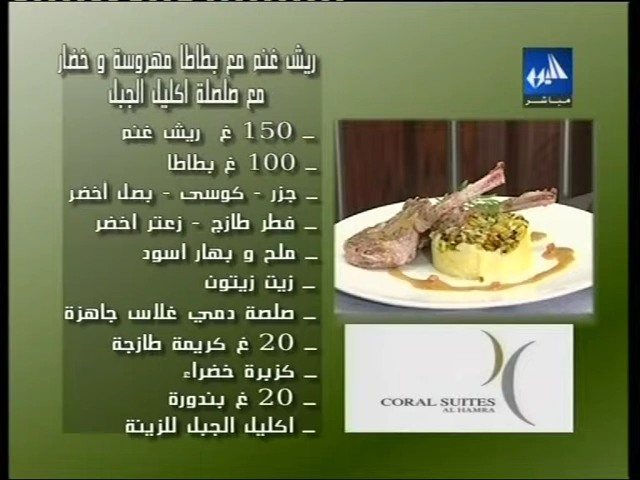 ريش غنم مع بطاطا مهروسة و خضار
مع صلصلة اكليل الجبل
_ 150 غ ريش غنم
_ 100 غ بطاطا
_ جزر - كوسى - بصل أخضر
_ فطر طازج - زعتر اخضر
_ ملح و بهار اسود
_ زيت زيتون
_ صلصة دمي غلاس جاهزة
_ 20 غ كريمة طازجة
_ كزبرة خضراء
_ 20 غ بندورة
_ اكليل الجبل للزينة
مباشر
CORAL SUITES
AL HAMRA